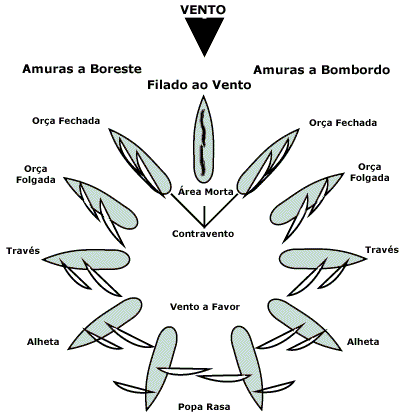 VENTO
Amuras a Boreste
Amuras a Bombordo
Filado ao Vento
Orça Fechada
Orça Fechada
Orça
Folgada
Orça
Folgada
Área Morta
Contravento
Través
Través
Vento a Favor
Alheta
Alheta
Popa Rasa